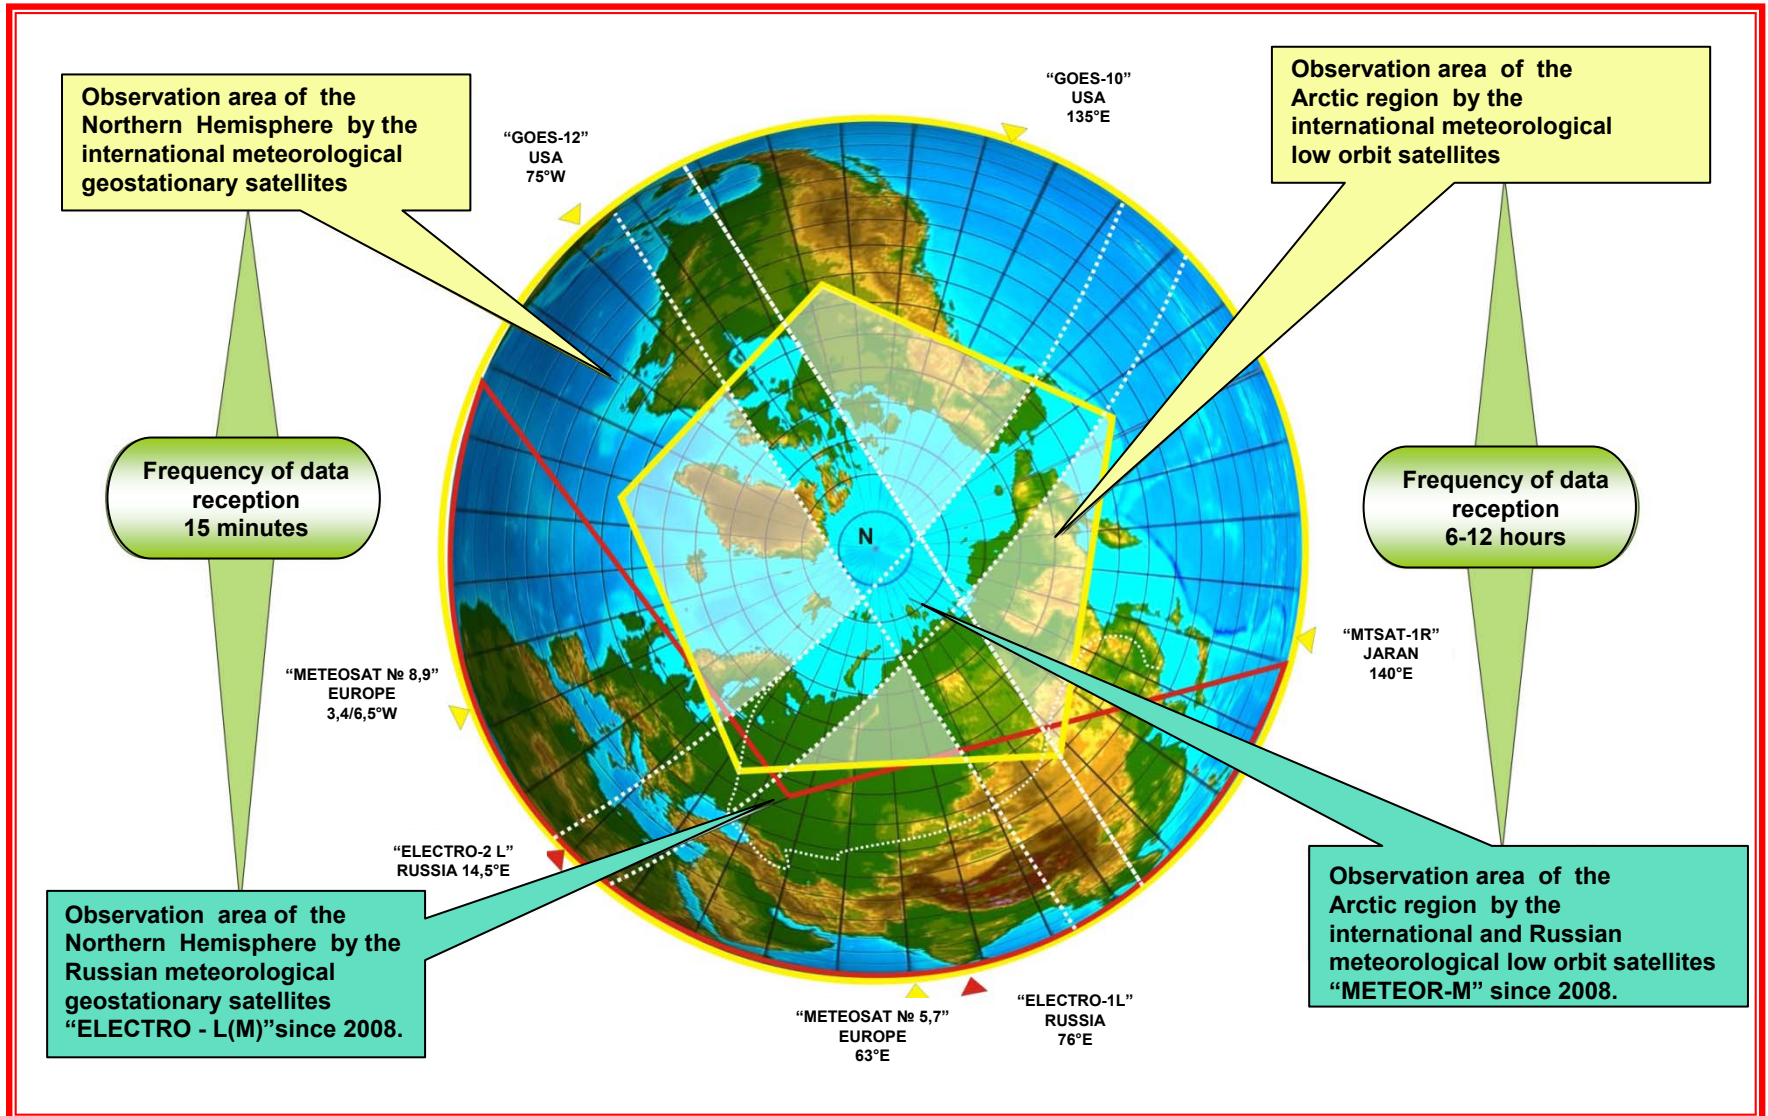 Observation area of the
Northern Hemisphere by the
international meteorological
geostationary satellites
“GOES-12”
USA
75°W
“GOES-10”
USA
135°E
Observation area of the
Arctic region by the
international meteorological
low orbit satellites
Frequency of data
reception
15 minutes
N
Frequency of data
reception
6-12 hours
“METEOSAT № 8,9”
EUROPE
3,4/6,5°W
“MTSAT-1R”
JARAN
140°E
“ELECTRO-2 L”
RUSSIA 14,5°E
Observation area of the
Northern Hemisphere by the
Russian meteorological
geostationary satellites
“ELECTRO - L(M)”since 2008.
“METEOSAT № 5,7”
EUROPE
63°E
“ELECTRO-1L”
RUSSIA
76°E
Observation area of the
Arctic region by the
international and Russian
meteorological low orbit satellites
“METEOR-M” since 2008.